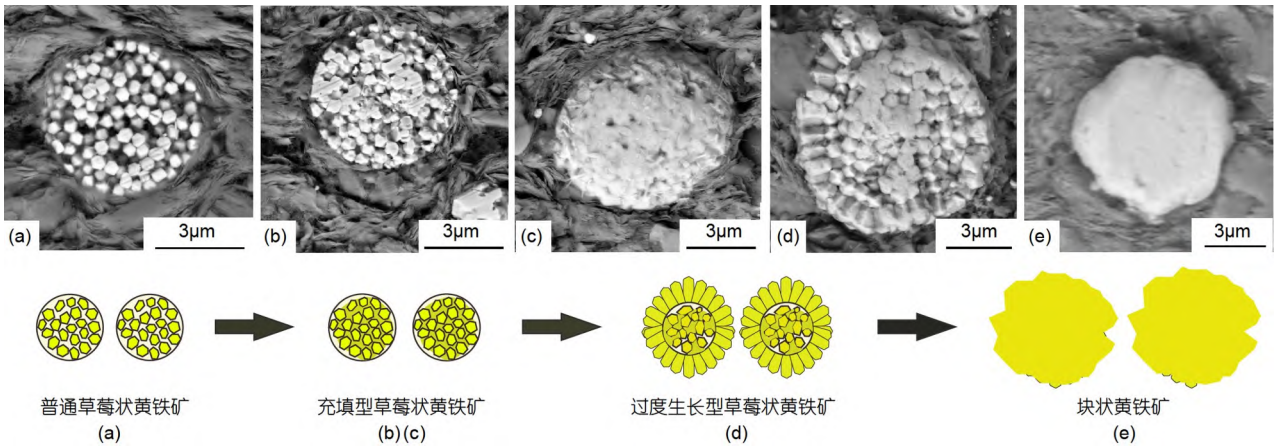 (a)
3μm
(b)
3μm
(c)
3μm
(d)
3μm
(e)
3μm
普通草莓状黄铁矿
(a)
充填型草莓状黄铁矿
(b) (c)
过度生长型草莓状黄铁矿
(d)
块状黄铁矿
(e)